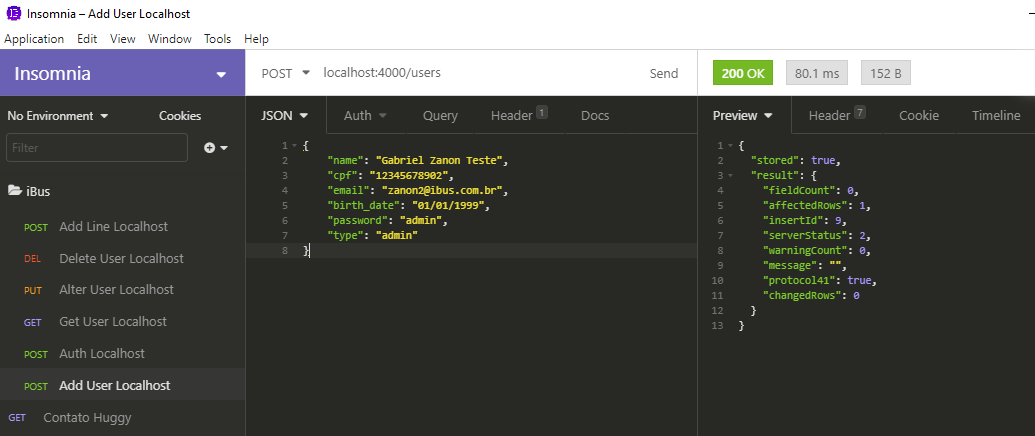 Insomnia – Add User Localhost
Application Edit View Window Tools Help
Insomnia
POST localhost:4000/users Send
200 OK 80.1 ms 152 B
No Environment Cookies
Filter
iBus
POST Add Line Localhost
DEL Delete User Localhost
PUT Alter User Localhost
GET Get User Localhost
POST Auth Localhost
POST Add User Localhost
GET Contato Huggy
JSON Auth Query Header 1 Docs
1 {
2 "name": "Gabriel Zanon Teste",
3 "cpf": "12345678902",
4 "email": "zanon2@ibus.com.br",
5 "birth_date": "01/01/1999",
6 "password": "admin",
7 "type": "admin"
8 }
Preview Header 7 Cookie Timeline
1 {
2 "stored": true,
3 "result": {
4 "fieldCount": 0,
5 "affectedRows": 1,
6 "insertId": 9,
7 "serverStatus": 2,
8 "warningCount": 0,
9 "message": "",
10 "protocol41": true,
11 "changedRows": 0
12 }
13 }